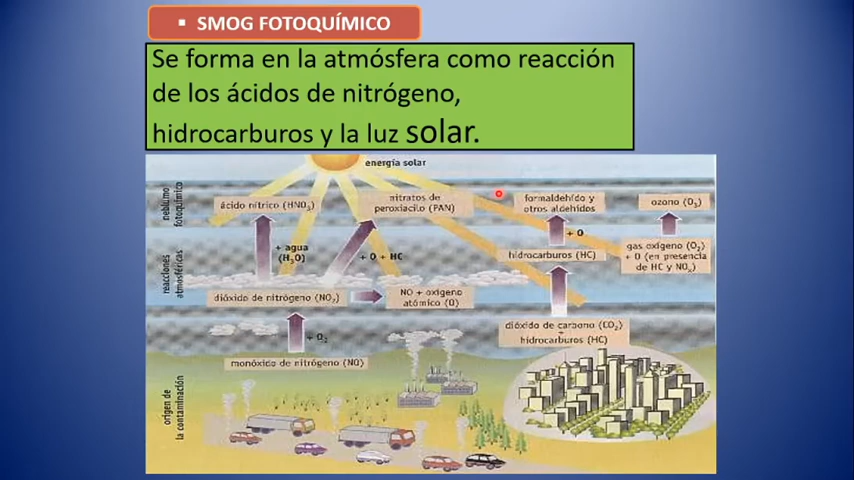 ▪ SMOG FOTOQUÍMICO
Se forma en la atmósfera como reacción
de los ácidos de nitrógeno,
hidrocarburos y la luz solar.
energía solar
neblumo
fotoquímico
ácido nítrico (HNO3)
nitratos de
peroxiacilo (PAN)
formaldehído y
otros aldehidos
ozono (O3)
reacciones
atmosféricas
+ agua
(H2O)
+ O + HC
+ O
hidrocarburos (HC)
gas oxígeno (O2)
+ O (en presencia
de HC y NOx)
dióxido de nitrógeno (NO2)
NO + oxígeno
atómico (O)
dióxido de carbono (CO2)
+
hidrocarburos (HC)
+ O2
monóxido de nitrógeno (NO)
origen de
la contaminación